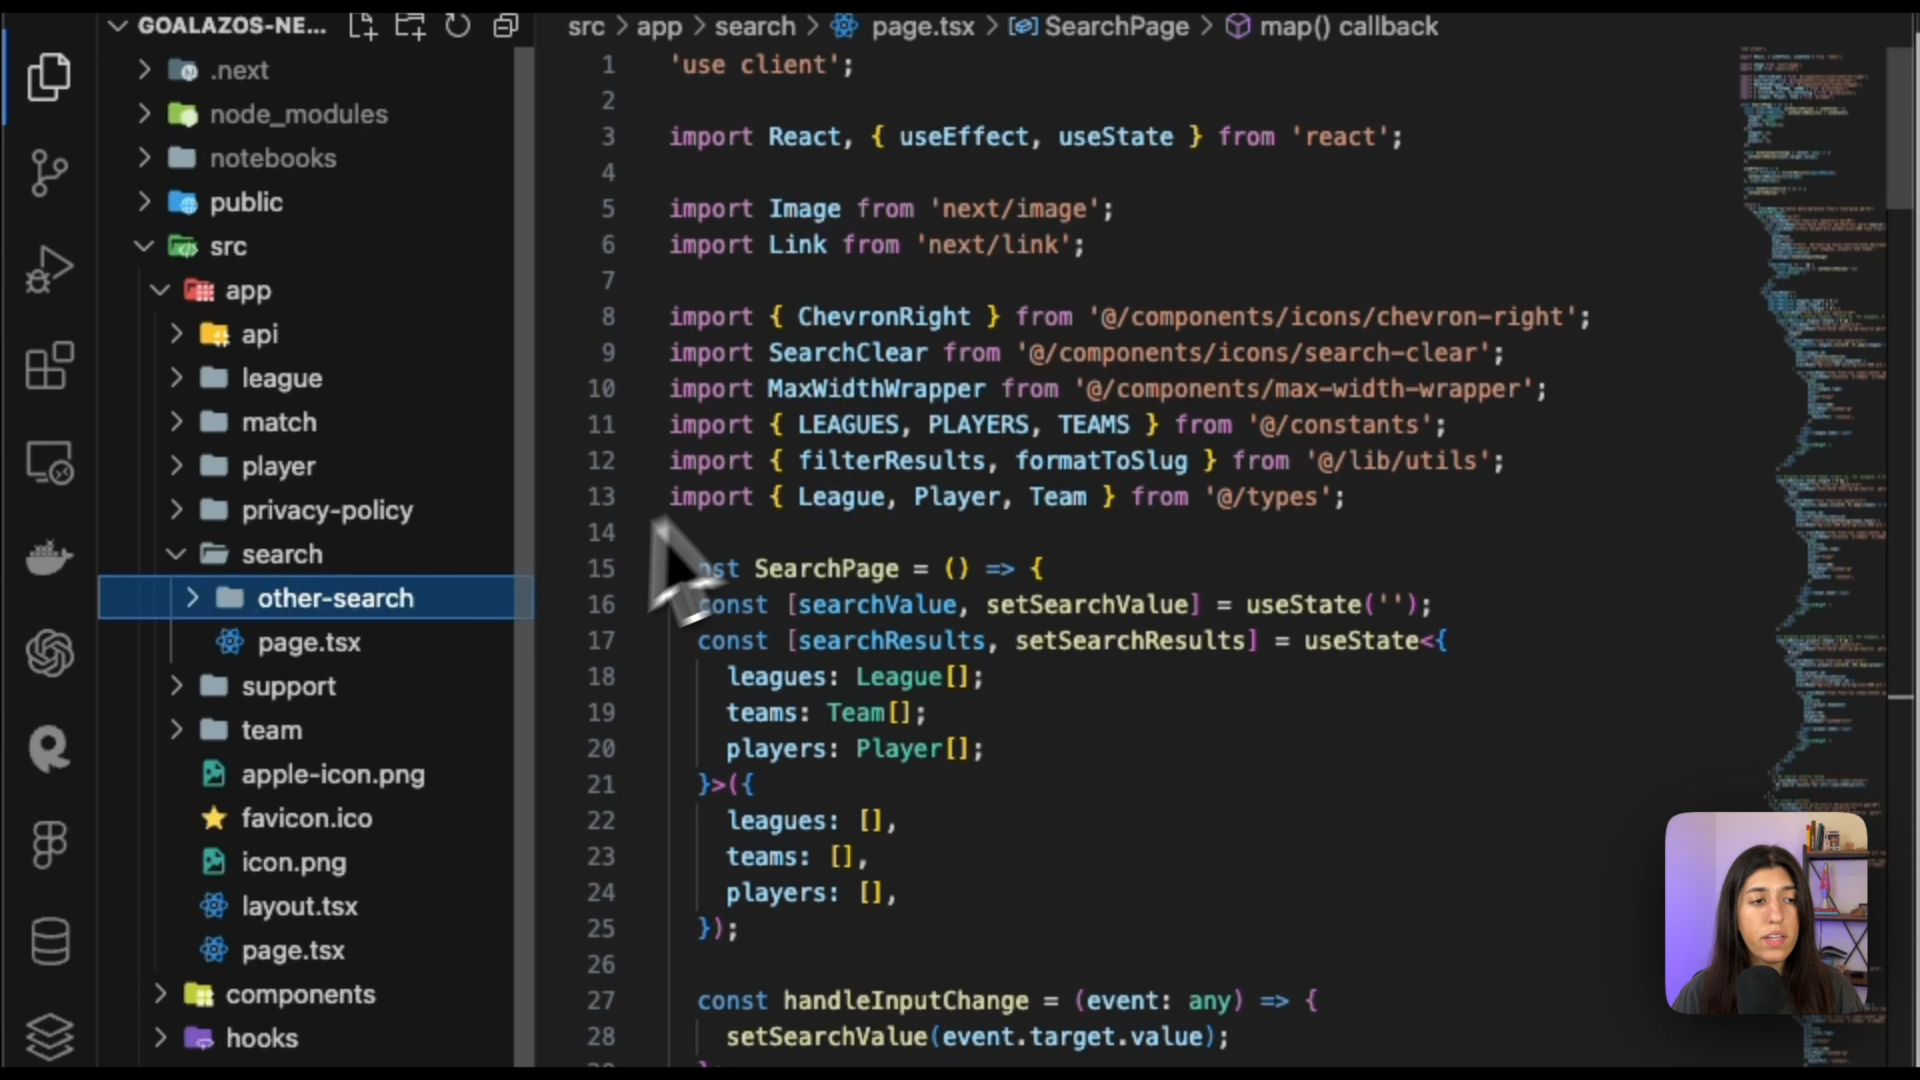 GOALAZOS-NE...
.next
node_modules
notebooks
public
src
app
api
league
match
player
privacy-policy
search
other-search
page.tsx
support
team
apple-icon.png
favicon.ico
icon.png
layout.tsx
page.tsx
components
hooks
src > app > search > page.tsx > SearchPage > map() callback
1 'use client';
2
3 import React, { useEffect, useState } from 'react';
4
5 import Image from 'next/image';
6 import Link from 'next/link';
7
8 import { ChevronRight } from '@/components/icons/chevron-right';
9 import SearchClear from '@/components/icons/search-clear';
10 import MaxWidthWrapper from '@/components/max-width-wrapper';
11 import { LEAGUES, PLAYERS, TEAMS } from '@/constants';
12 import { filterResults, formatToSlug } from '@/lib/utils';
13 import { League, Player, Team } from '@/types';
14
15 nst SearchPage = () => {
16 const [searchValue, setSearchValue] = useState('');
17 const [searchResults, setSearchResults] = useState<{
18 leagues: League[];
19 teams: Team[];
20 players: Player[];
21 }>({
22 leagues: [],
23 teams: [],
24 players: [],
25 });
26
27 const handleInputChange = (event: any) => {
28 setSearchValue(event.target.value);